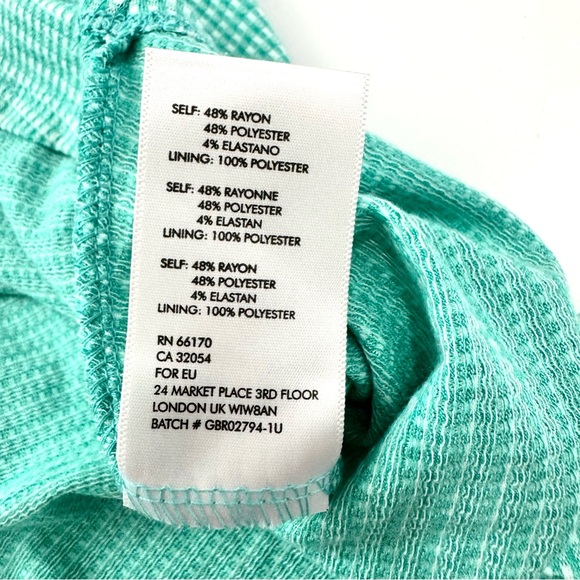 SELF: 48% RAYON
48% POLYESTER
4% ELASTANO
LINING: 100% POLYESTER
SELF: 48% RAYONNE
48% POLYESTER
4% ELASTAN
LINING: 100% POLYESTER
SELF: 48% RAYON
48% POLYESTER
4% ELASTAN
LINING: 100% POLYESTER
RN 66170
CA 32054
FOR EU
24 MARKET PLACE 3RD FLOOR
LONDON UK WIW8AN
BATCH # GBR02794-1U